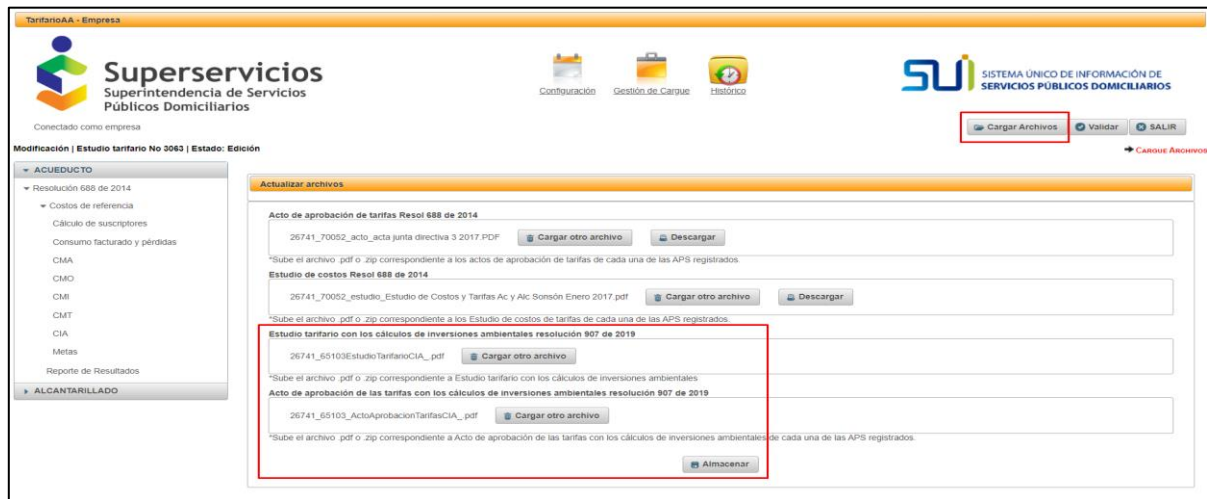 TarifarioAA - Empresa
Superservicios
Superintendencia de Servicios
Públicos Domiciliarios
Configuración Gestión de Cargue Histórico
sui SISTEMA ÚNICO DE INFORMACIÓN DE
SERVICIOS PÚBLICOS DOMICILIARIOS
Conectado como empresa
Cargar Archivos Validar SALIR
Modificación | Estudio tarifario No 3063 | Estado: Edición
CARGUE ARCHIVOS
ACUEDUCTO
Resolución 688 de 2014
Costos de referencia
Cálculo de suscriptores
Consumo facturado y pérdidas
CMA
CMO
CMI
CMT
CIA
Metas
Reporte de Resultados
ALCANTARILLADO
Actualizar archivos
Acto de aprobación de tarifas Resol 688 de 2014
26741_70052_acto_acta junta directiva 3 2017.PDF Cargar otro archivo Descargar
*Sube el archivo .pdf o .zip correspondiente a los actos de aprobación de tarifas de cada una de las APS registrados.
Estudio de costos Resol 688 de 2014
26741_70052_estudio_Estudio de Costos y Tarifas Ac y Alc Sonsón Enero 2017.pdf Cargar otro archivo Descargar
*Sube el archivo .pdf o .zip correspondiente a los Estudio de costos de tarifas de cada una de las APS registrados.
Estudio tarifario con los cálculos de inversiones ambientales resolución 907 de 2019
26741_65103EstudioTarifarioCIA_.pdf Cargar otro archivo
*Sube el archivo .pdf o .zip correspondiente a Estudio tarifario con los cálculos de inversiones ambientales
Acto de aprobación de las tarifas con los cálculos de inversiones ambientales resolución 907 de 2019
26741_65103_ActoAprobacionTarifasCIA_.pdf Cargar otro archivo
*Sube el archivo .pdf o .zip correspondiente a Acto de aprobación de las tarifas con los cálculos de inversiones ambientales de cada una de las APS registrados.
Almacenar